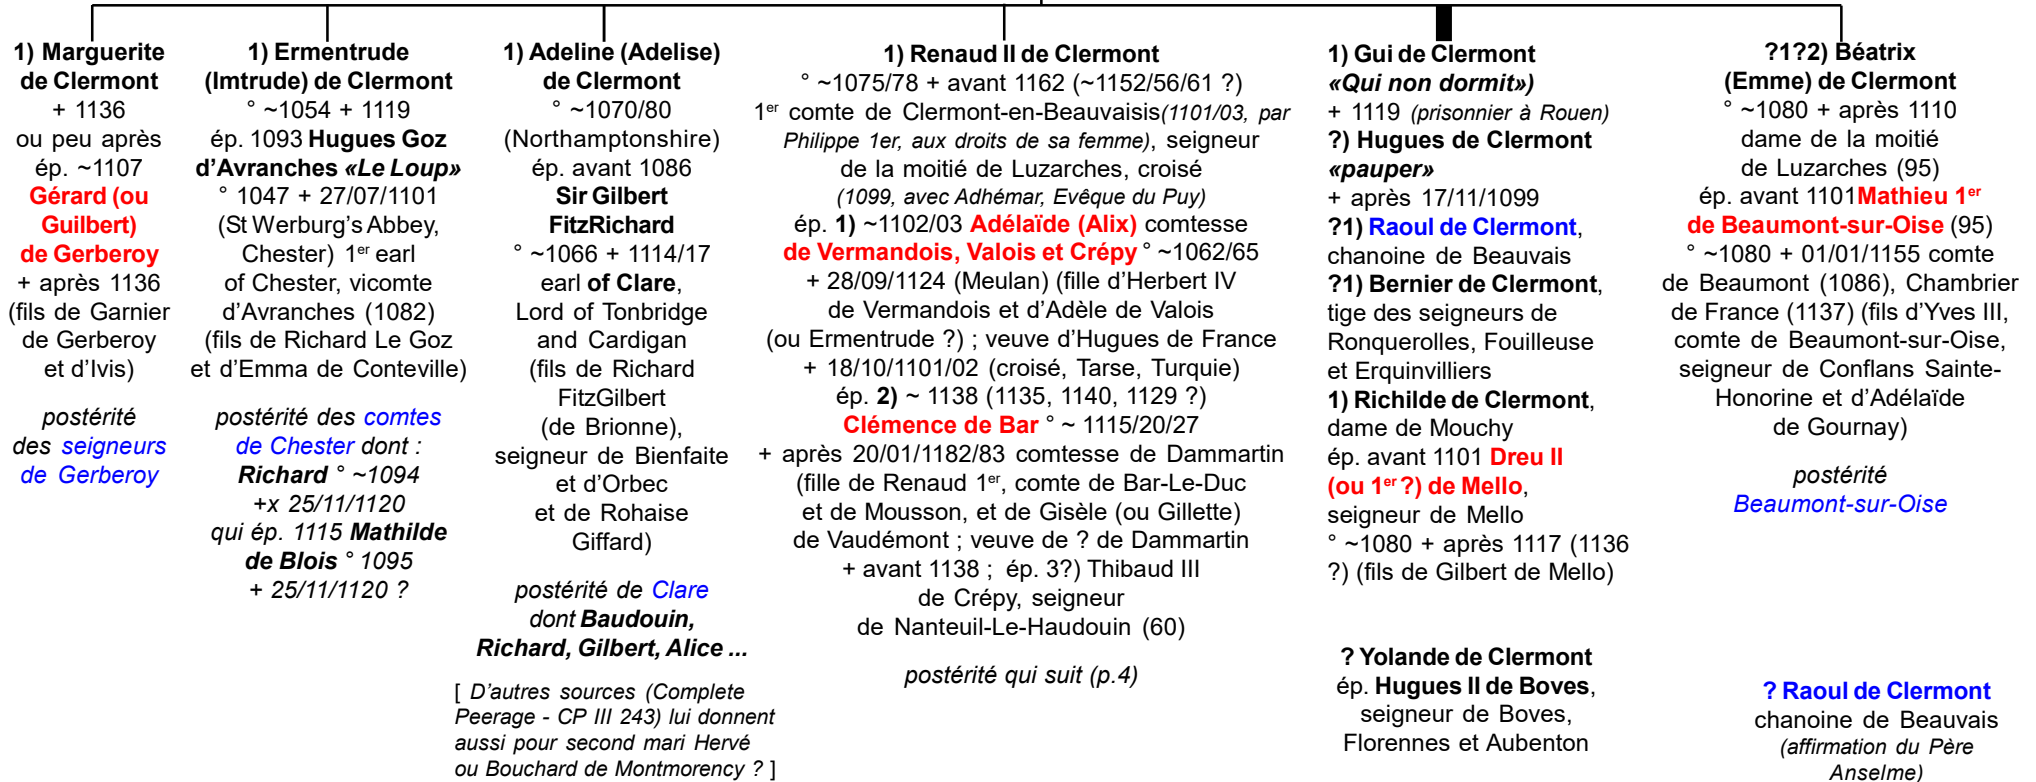 1) Marguerite
de Clermont
+ 1136
ou peu après
ép. ~1107
Gérard (ou
Guilbert)
de Gerberoy
+ après 1136
(fils de Garnier
de Gerberoy
et d'Ivis)
postérité
des seigneurs
de Gerberoy
1) Ermentrude
(Imtrude) de Clermont
° ~1054 + 1119
ép. 1093 Hugues Goz
d'Avranches «Le Loup»
° 1047 + 27/07/1101
(St Werburg's Abbey,
Chester) 1er earl
of Chester, vicomte
d'Avranches (1082)
(fils de Richard Le Goz
et d'Emma de Conteville)
postérité des comtes
de Chester dont :
Richard ° ~1094
+x 25/11/1120
qui ép. 1115 Mathilde
de Blois ° 1095
+ 25/11/1120 ?
1) Adeline (Adelise)
de Clermont
° ~1070/80
(Northamptonshire)
ép. avant 1086
Sir Gilbert
FitzRichard
° ~1066 + 1114/17
earl of Clare,
Lord of Tonbridge
and Cardigan
(fils de Richard
FitzGilbert
(de Brionne),
seigneur de Bienfaite
et d'Orbec
et de Rohaise
Giffard)
postérité de Clare
dont Baudouin,
Richard, Gilbert, Alice ...
[ D'autres sources (Complete
Peerage - CP III 243) lui donnent
aussi pour second mari Hervé
ou Bouchard de Montmorency ? ]
1) Renaud II de Clermont
° ~1075/78 + avant 1162 (~1152/56/61 ?)
1er comte de Clermont-en-Beauvaisis(1101/03, par
Philippe 1er, aux droits de sa femme), seigneur
de la moitié de Luzarches, croisé
(1099, avec Adhémar, Evêque du Puy)
ép. 1) ~1102/03 Adélaïde (Alix) comtesse
de Vermandois, Valois et Crépy ° ~1062/65
+ 28/09/1124 (Meulan) (fille d'Herbert IV
de Vermandois et d'Adèle de Valois
(ou Ermentrude ?) ; veuve d'Hugues de France
+ 18/10/1101/02 (croisé, Tarse, Turquie)
ép. 2) ~ 1138 (1135, 1140, 1129 ?)
Clémence de Bar ° ~ 1115/20/27
+ après 20/01/1182/83 comtesse de Dammartin
(fille de Renaud 1er, comte de Bar-Le-Duc
et de Mousson, et de Gisèle (ou Gillette)
de Vaudémont ; veuve de ? de Dammartin
+ avant 1138 ; ép. 3?) Thibaud III
de Crépy, seigneur
de Nanteuil-Le-Haudouin (60)
postérité qui suit (p.4)
1) Gui de Clermont
«Qui non dormit»)
+ 1119 (prisonnier à Rouen)
?) Hugues de Clermont
«pauper»
+ après 17/11/1099
?1) Raoul de Clermont,
chanoine de Beauvais
?1) Bernier de Clermont,
tige des seigneurs de
Ronquerolles, Fouilleuse
et Erquinvilliers
1) Richilde de Clermont,
dame de Mouchy
ép. avant 1101 Dreu II
(ou 1er ?) de Mello,
seigneur de Mello
° ~1080 + après 1117 (1136
?) (fils de Gilbert de Mello)
? Yolande de Clermont
ép. Hugues II de Boves,
seigneur de Boves,
Florennes et Aubenton
?1?2) Béatrix
(Emme) de Clermont
° ~1080 + après 1110
dame de la moitié
de Luzarches (95)
ép. avant 1101 Mathieu 1er
de Beaumont-sur-Oise (95)
° ~1080 + 01/01/1155 comte
de Beaumont (1086), Chambrier
de France (1137) (fils d'Yves III,
comte de Beaumont-sur-Oise,
seigneur de Conflans Sainte-
Honorine et d'Adélaïde
de Gournay)
postérité
Beaumont-sur-Oise
? Raoul de Clermont
chanoine de Beauvais
(affirmation du Père
Anselme)